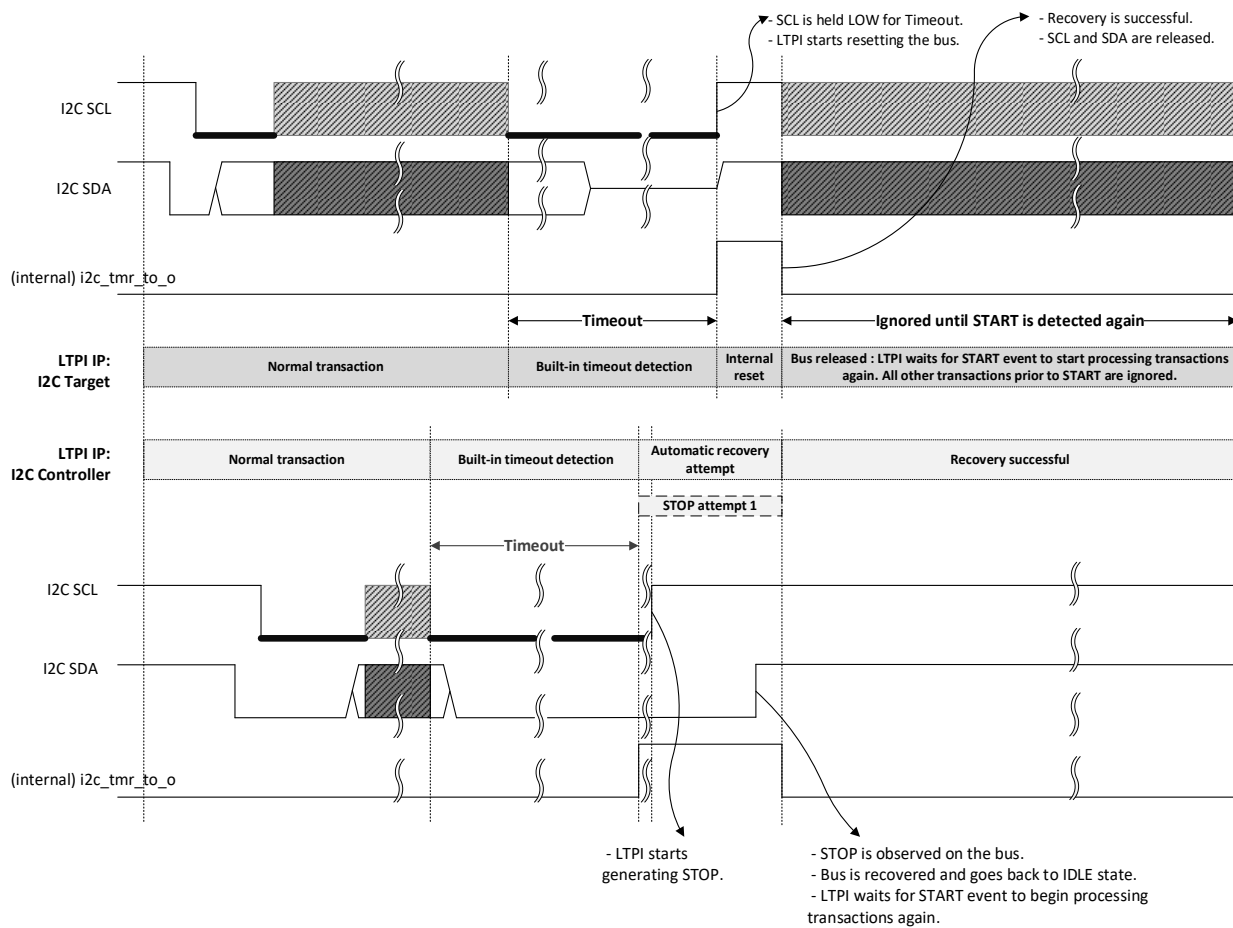 - SCL is held LOW for Timeout.
- LTPI starts resetting the bus.
- Recovery is successful.
- SCL and SDA are released.
I2C SCL
I2C SDA
(internal) i2c_tmr_to_o
Timeout
Ignored until START is detected again
LTPI IP:
I2C Target
Normal transaction
Built-in timeout detection
Internal
reset
Bus released : LTPI waits for START event to start processing transactions
again. All other transactions prior to START are ignored.
LTPI IP:
I2C Controller
Normal transaction
Built-in timeout detection
Automatic recovery
attempt
Recovery successful
STOP attempt 1
Timeout
I2C SCL
I2C SDA
(internal) i2c_tmr_to_o
- LTPI starts
generating STOP.
- STOP is observed on the bus.
- Bus is recovered and goes back to IDLE state.
- LTPI waits for START event to begin processing
transactions again.